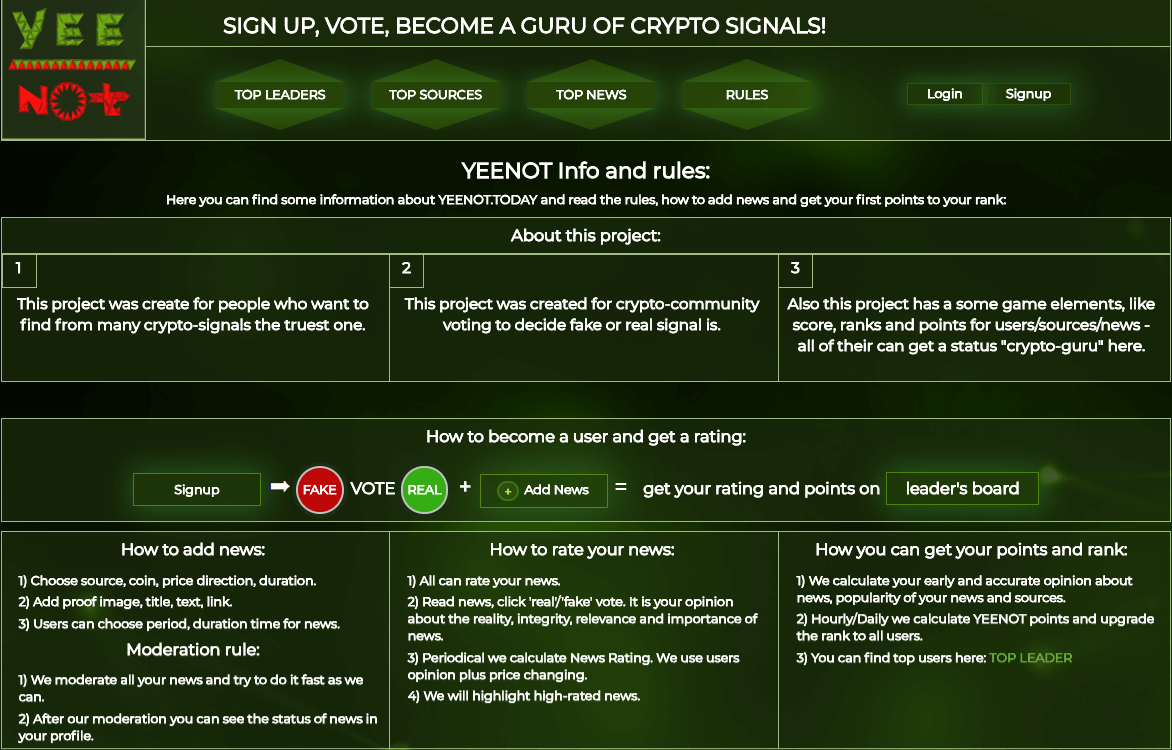 YEE
NOT
SIGN UP, VOTE, BECOME A GURU OF CRYPTO SIGNALS!
TOP LEADERS
TOP SOURCES
TOP NEWS
RULES
Login
Signup
YEENOT Info and rules:
Here you can find some information about YEENOT.TODAY and read the rules, how to add news and get your first points to your rank:
About this project:
1
This project was create for people who want to
find from many crypto-signals the truest one.
2
This project was created for crypto-community
voting to decide fake or real signal is.
3
Also this project has a some game elements, like
score, ranks and points for users/sources/news -
all of their can get a status "crypto-guru" here.
How to become a user and get a rating:
Signup ➡ FAKE VOTE REAL + + Add News = get your rating and points on leader's board
How to add news:
1) Choose source, coin, price direction, duration.
2) Add proof image, title, text, link.
3) Users can choose period, duration time for news.
Moderation rule:
1) We moderate all your news and try to do it fast as we
can.
2) After our moderation you can see the status of news in
your profile.
How to rate your news:
1) All can rate your news.
2) Read news, click 'real'/'fake' vote. It is your opinion
about the reality, integrity, relevance and importance of
news.
3) Periodical we calculate News Rating. We use users
opinion plus price changing.
4) We will highlight high-rated news.
How you can get your points and rank:
1) We calculate your early and accurate opinion about
news, popularity of your news and sources.
2) Hourly/Daily we calculate YEENOT points and upgrade
the rank to all users.
3) You can find top users here: TOP LEADER